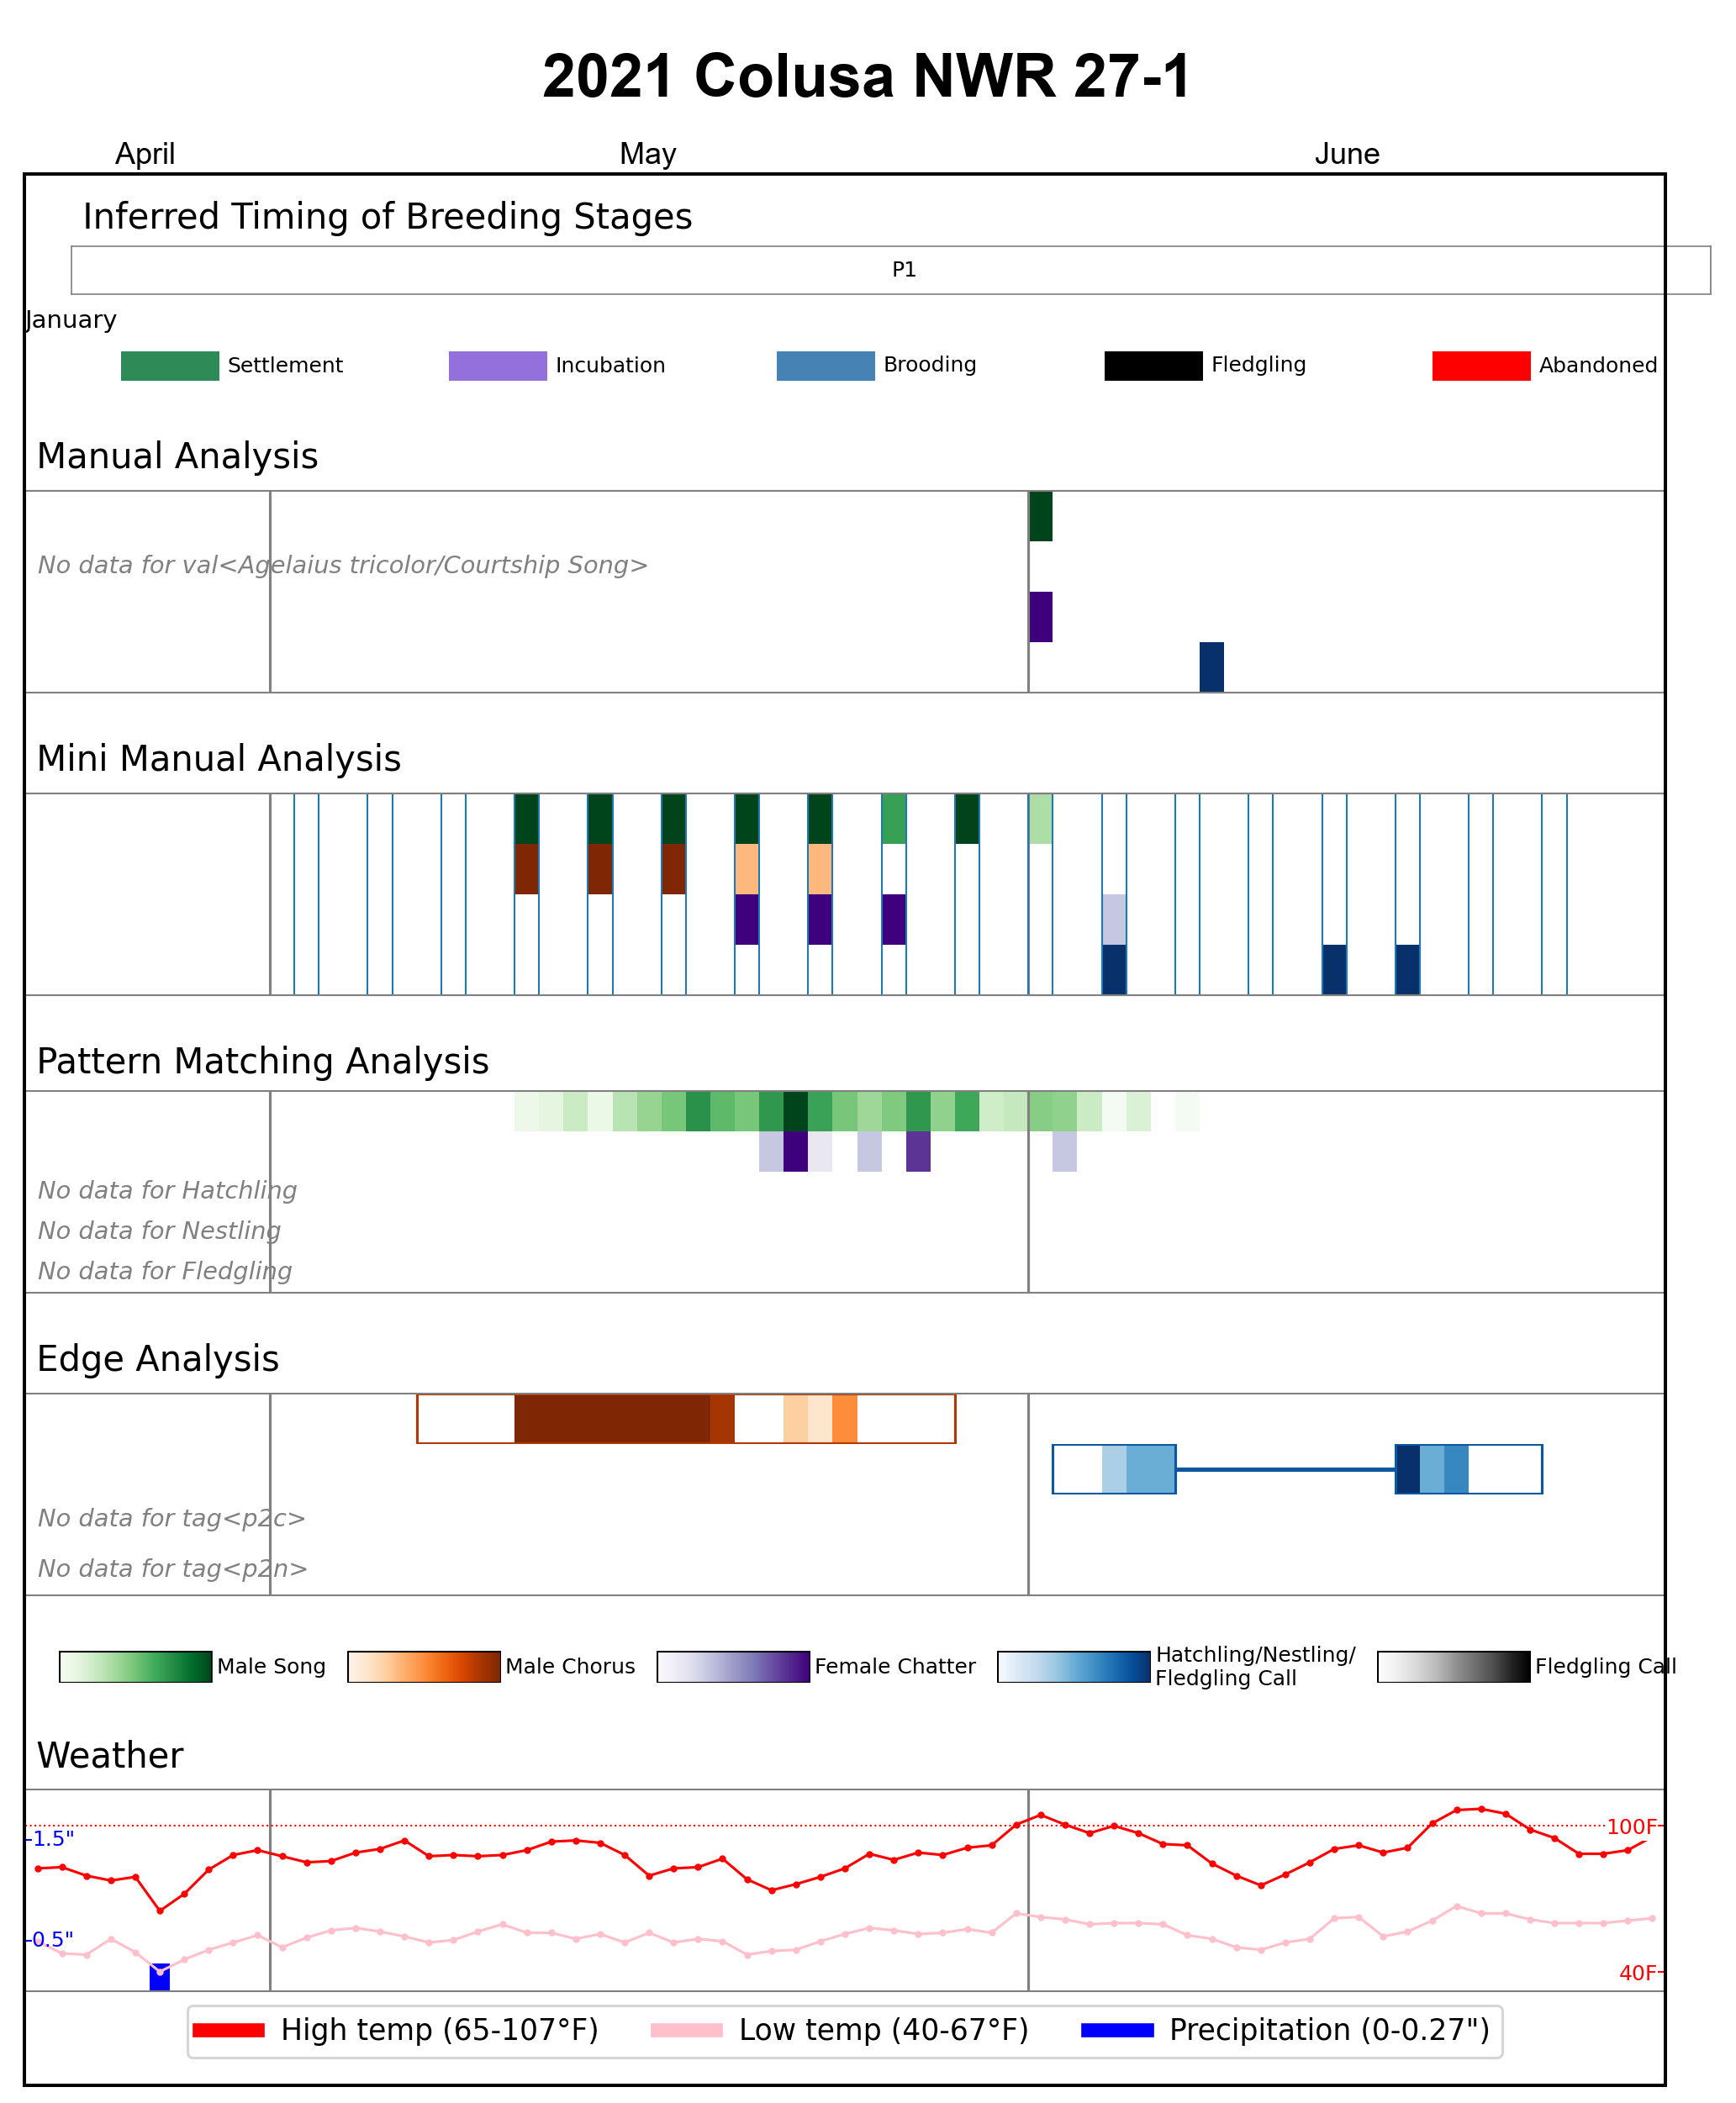 2021 Colusa NWR 27-1
April May June
Inferred Timing of Breeding Stages
P1
January
Settlement Incubation Brooding Fledgling Abandoned
Manual Analysis
No data for val<Agelaius tricolor/Courtship Song>
Mini Manual Analysis
Pattern Matching Analysis
No data for Hatchling
No data for Nestling
No data for Fledgling
Edge Analysis
No data for tag<p2c>
No data for tag<p2n>
Male Song Male Chorus Female Chatter Hatchling/Nestling/
Fledgling Call Fledgling Call
Weather
1.5" 100F
0.5"
40F
High temp (65-107°F) Low temp (40-67°F) Precipitation (0-0.27")